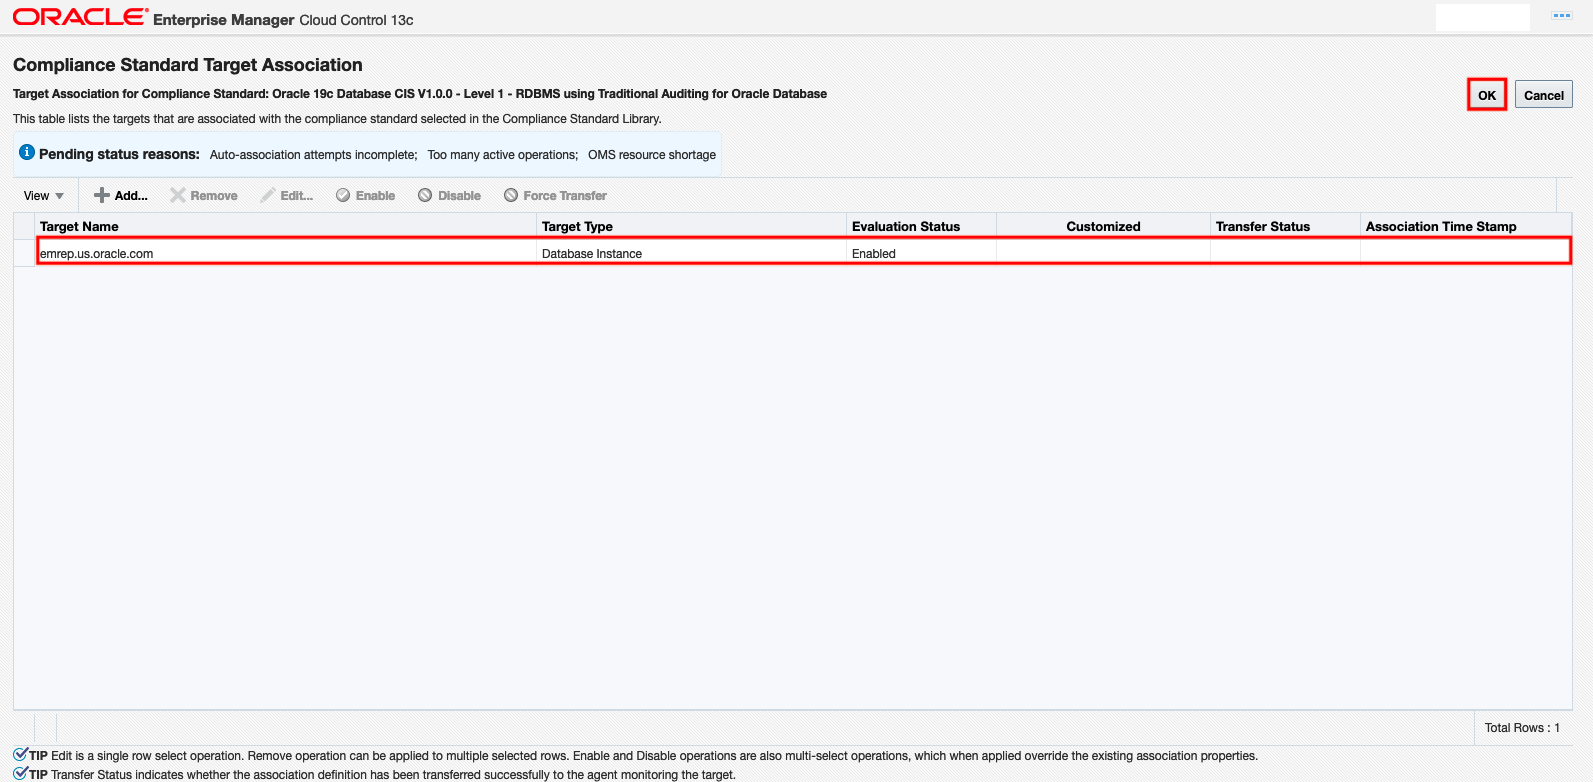 ORACLE® Enterprise Manager Cloud Control 13c
Compliance Standard Target Association
Target Association for Compliance Standard: Oracle 19c Database CIS V1.0.0 - Level 1 - RDBMS using Traditional Auditing for Oracle Database
OK Cancel
This table lists the targets that are associated with the compliance standard selected in the Compliance Standard Library.
Pending status reasons: Auto-association attempts incomplete; Too many active operations; OMS resource shortage
View Add... Remove Edit... Enable Disable Force Transfer
Target Name Target Type Evaluation Status Customized Transfer Status Association Time Stamp
emrep.us.oracle.com Database Instance Enabled
Total Rows : 1
TIP Edit is a single row select operation. Remove operation can be applied to multiple selected rows. Enable and Disable operations are also multi-select operations, which when applied override the existing association properties.
TIP Transfer Status indicates whether the association definition has been transferred successfully to the agent monitoring the target.